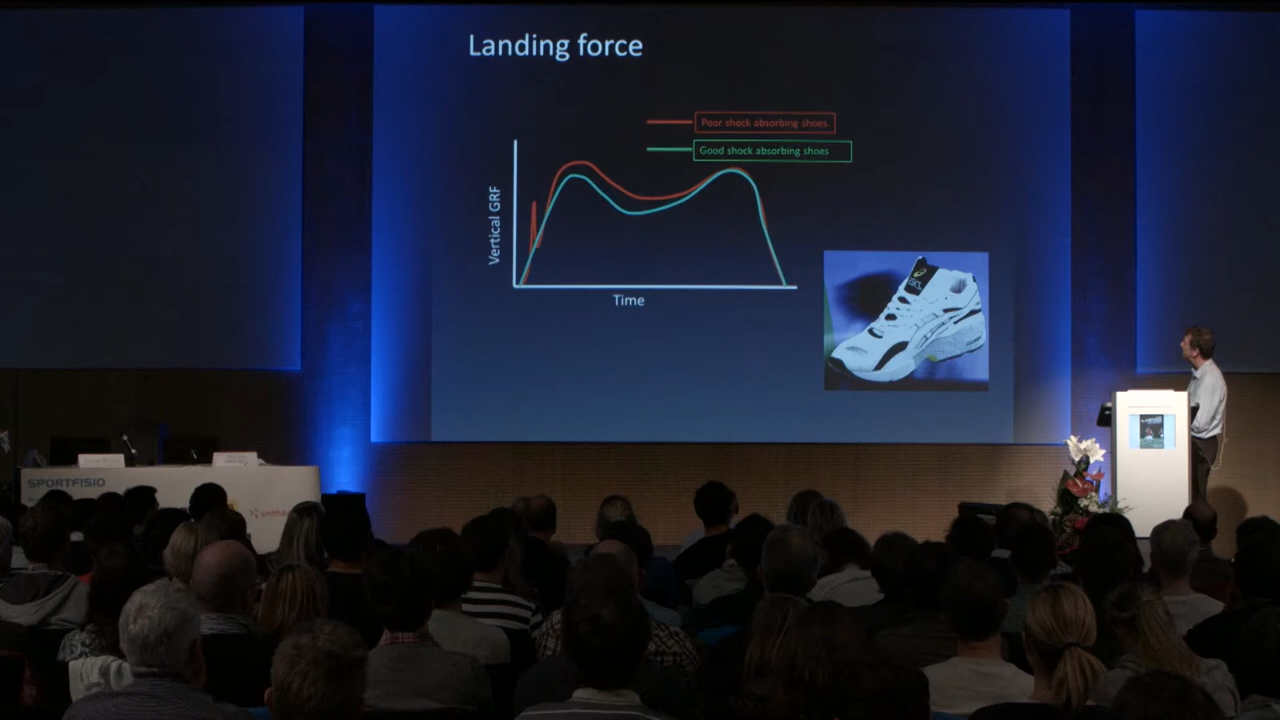 Landing force
Poor shock absorbing shoes
Good shock absorbing shoes
Vertical GRF
Time
SPORTFISIO